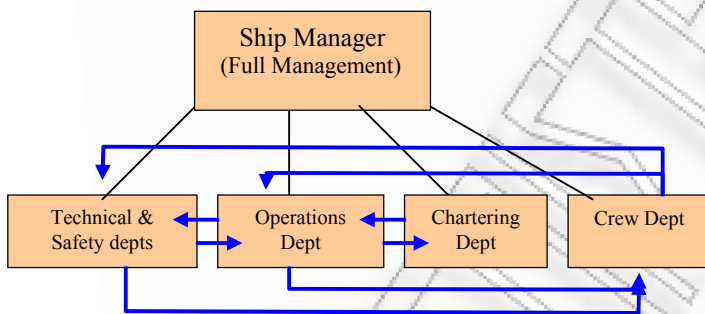 Ship Manager
(Full Management)
Technical &
Safety depts
Operations
Dept
Chartering
Dept
Crew Dept